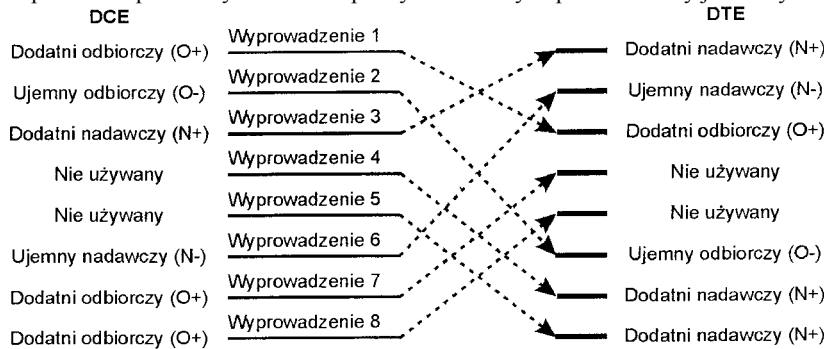 DCE DTE
Dodatni odbiorczy (O+) Wyprowadzenie 1 Dodatni nadawczy (N+)
Ujemny odbiorczy (O-) Wyprowadzenie 2 Ujemny nadawczy (N-)
Dodatni nadawczy (N+) Wyprowadzenie 3 Dodatni odbiorczy (O+)
Nie używany Wyprowadzenie 4 Nie używany
Nie używany Wyprowadzenie 5 Nie używany
Ujemny nadawczy (N-) Wyprowadzenie 6 Ujemny odbiorczy (O-)
Dodatni odbiorczy (O+) Wyprowadzenie 7 Dodatni nadawczy (N+)
Dodatni odbiorczy (O+) Wyprowadzenie 8 Dodatni nadawczy (N+)